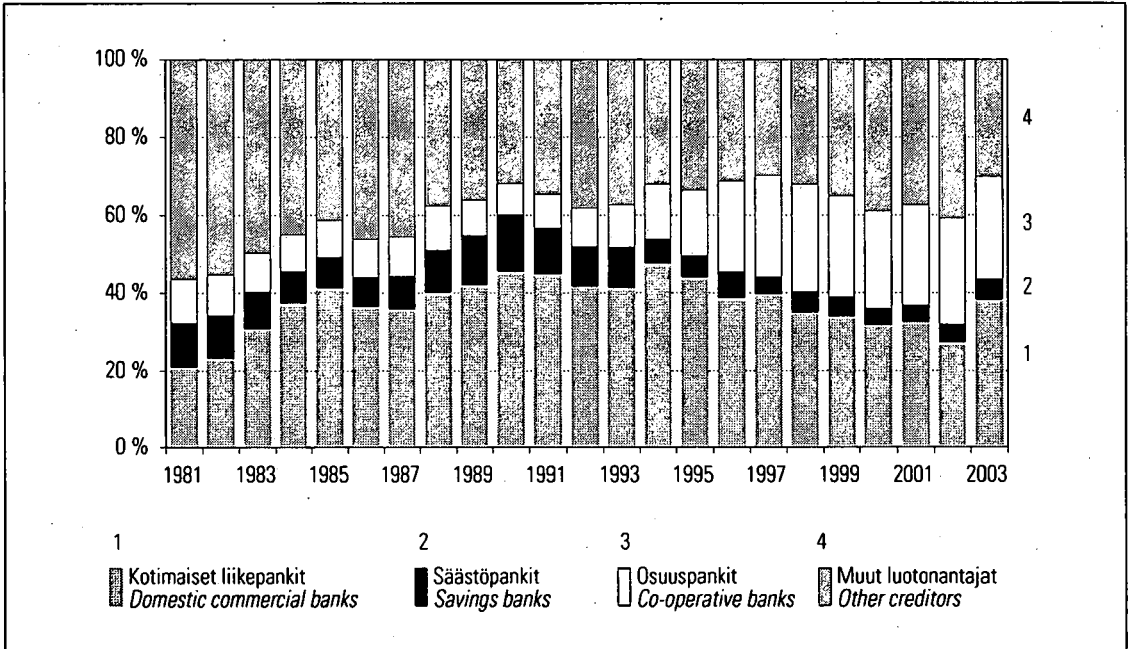 100 %
80 %
60 %
40 %
20 %
0 %
4
3
2
1
1981 1983 1985 1987 1989 1991 1993 1995 1997 1999 2001 2003
1 2 3 4
Kotimaiset liikepankit Säästöpankit Osuuspankit Muut luotonantajat
Domestic commercial banks Savings banks Co-operative banks Other creditors